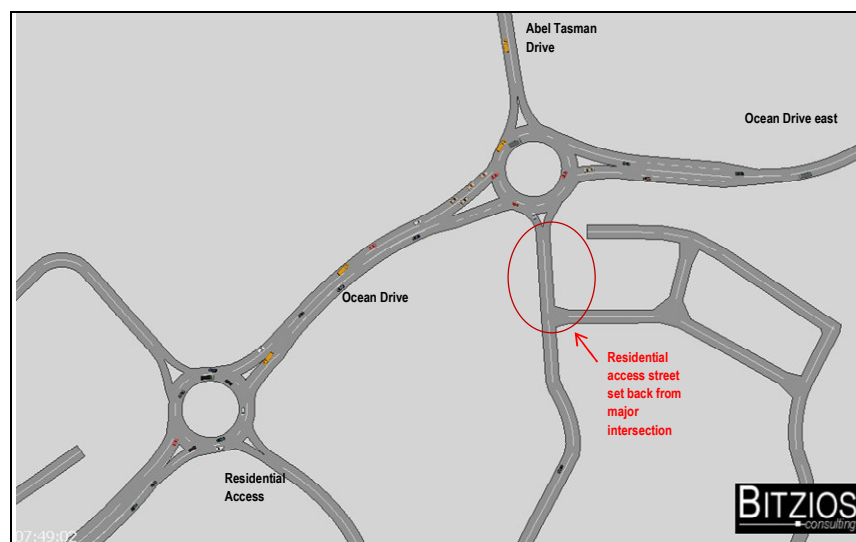 Abel Tasman
Drive
Ocean Drive east
Ocean Drive
Residential
access street
set back from
major
intersection
Residential
Access
BITZIOS
consulting
07:49:02